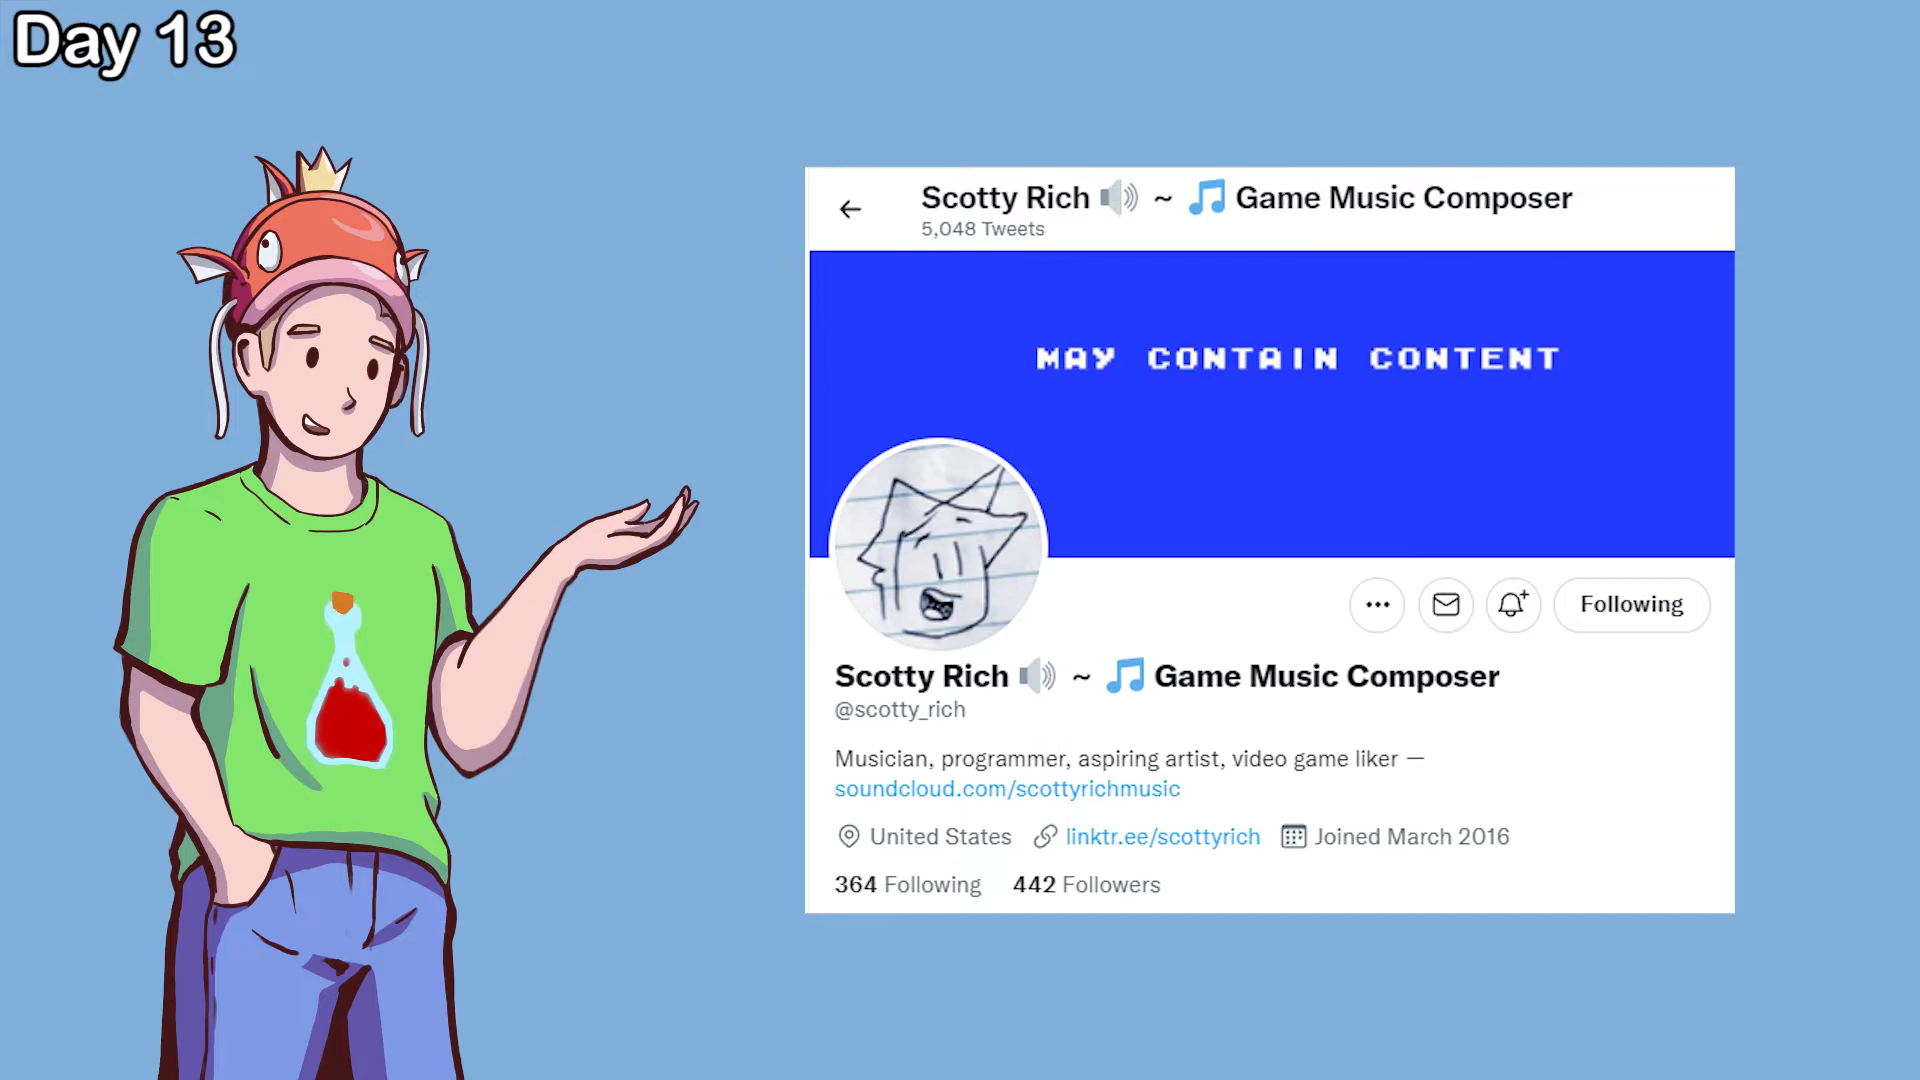 Day 13
Scotty Rich 🔊 ~ 🎵 Game Music Composer
5,048 Tweets
MAY CONTAIN CONTENT
Following
Scotty Rich 🔊 ~ 🎵 Game Music Composer
@scotty_rich
Musician, programmer, aspiring artist, video game liker —
soundcloud.com/scottyrichmusic
United States linktr.ee/scottyrich Joined March 2016
364 Following 442 Followers